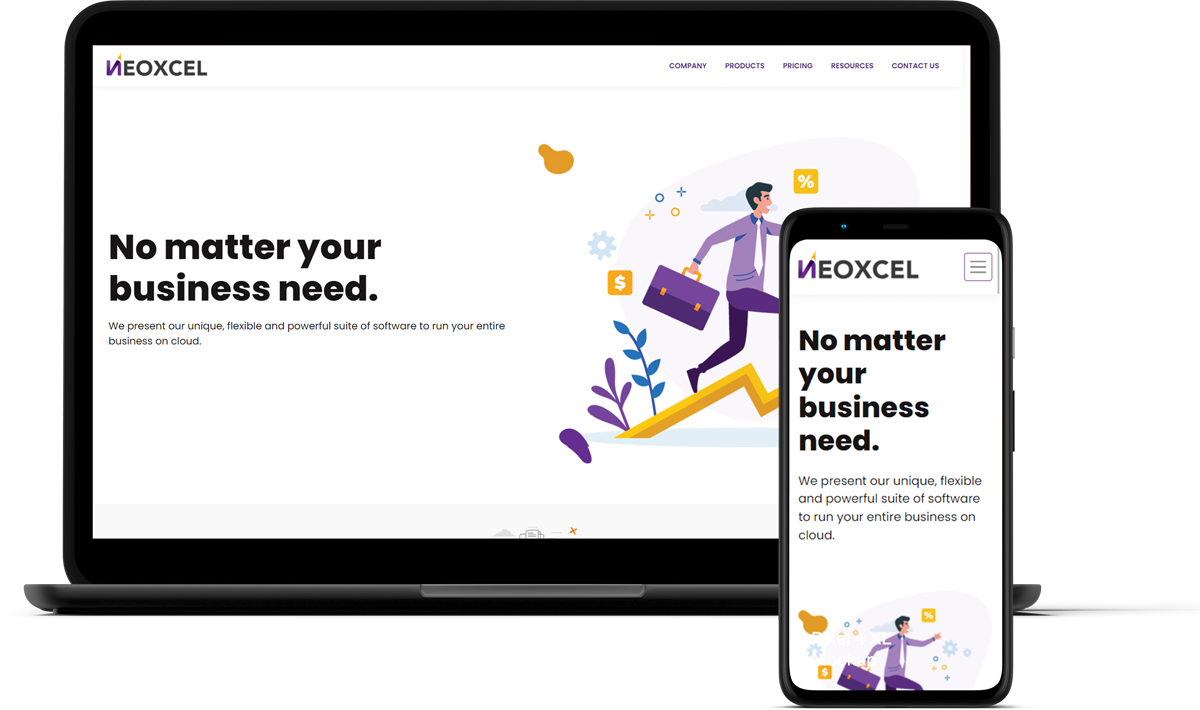 NEOXCEL
COMPANY PRODUCTS PRICING RESOURCES CONTACT US
No matter your
business need.
We present our unique, flexible and powerful suite of software to run your entire
business on cloud.
%
$
NEOXCEL
No matter
your
business
need.
We present our unique, flexible
and powerful suite of software
to run your entire business on
cloud.
%
$